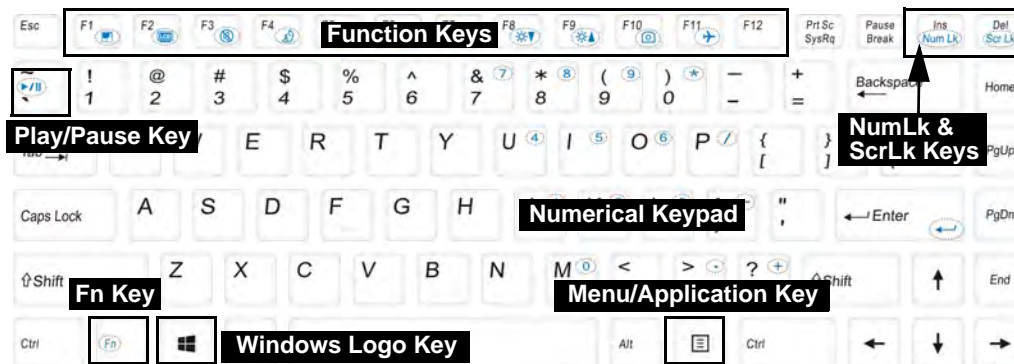 Esc F1 F2 F3 F4 Function Keys F8 F9 F10 F11 F12 Prt Sc SysRq Pause Break Ins Num Lk Del Scr Lk
~ ` ! 1 @ 2 # 3 $ 4 % 5 ^ 6 & 7 7 * 8 8 ( 9 9 ) 0 * — – + = Backspace Home
Play/Pause Key
E R T Y U 4 I 5 O 6 P / { [ } ] PgUp
NumLk &
ScrLk Keys
Caps Lock A S D F G H Numerical Keypad " ' Enter PgDn
Shift Z X C V B N M 0 < > . ? + Shift End
Fn Key
Menu/Application Key
Ctrl Fn Windows Logo Key Alt Ctrl